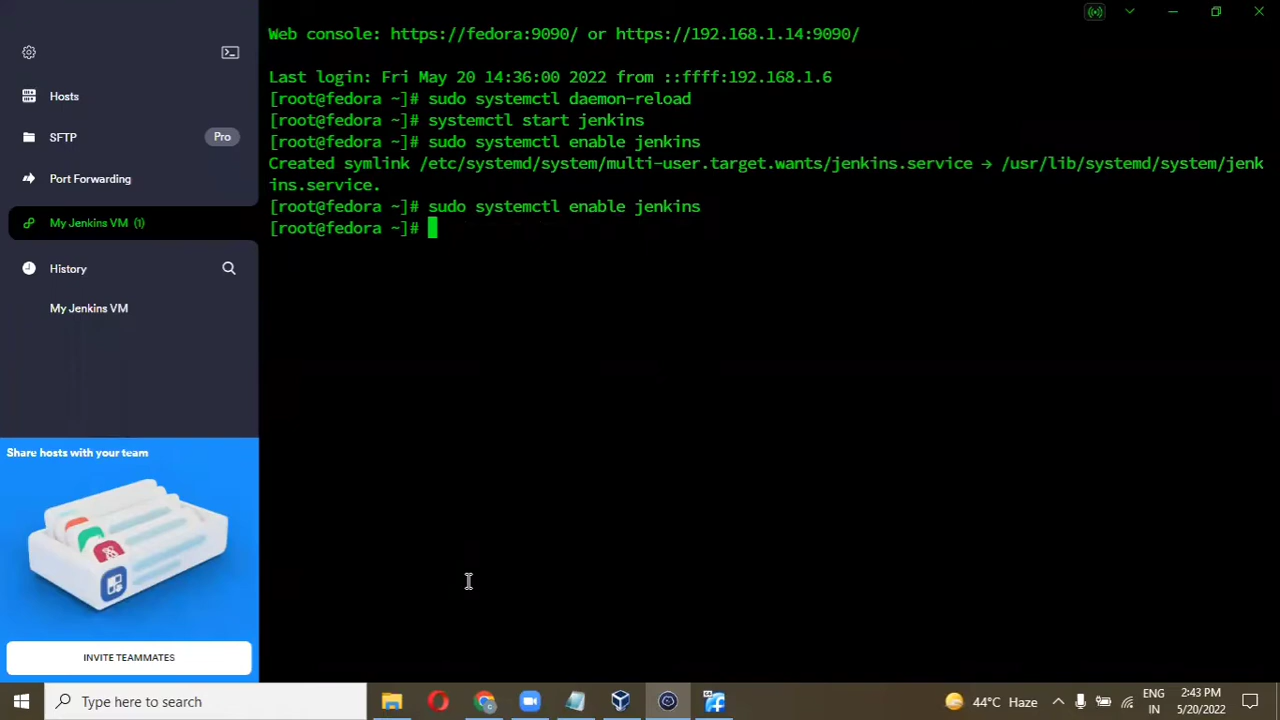 Web console: https://fedora:9090/ or https://192.168.1.14:9090/
Last login: Fri May 20 14:36:00 2022 from ::ffff:192.168.1.6
[root@fedora ~]# sudo systemctl daemon-reload
[root@fedora ~]# systemctl start jenkins
[root@fedora ~]# sudo systemctl enable jenkins
Created symlink /etc/systemd/system/multi-user.target.wants/jenkins.service → /usr/lib/systemd/system/jenk
ins.service.
[root@fedora ~]# sudo systemctl enable jenkins
[root@fedora ~]#
Hosts
SFTP
Pro
Port Forwarding
My Jenkins VM (1)
History
My Jenkins VM
Share hosts with your team
INVITE TEAMMATES
Type here to search
44°C Haze
ENG
IN
2:43 PM
5/20/2022